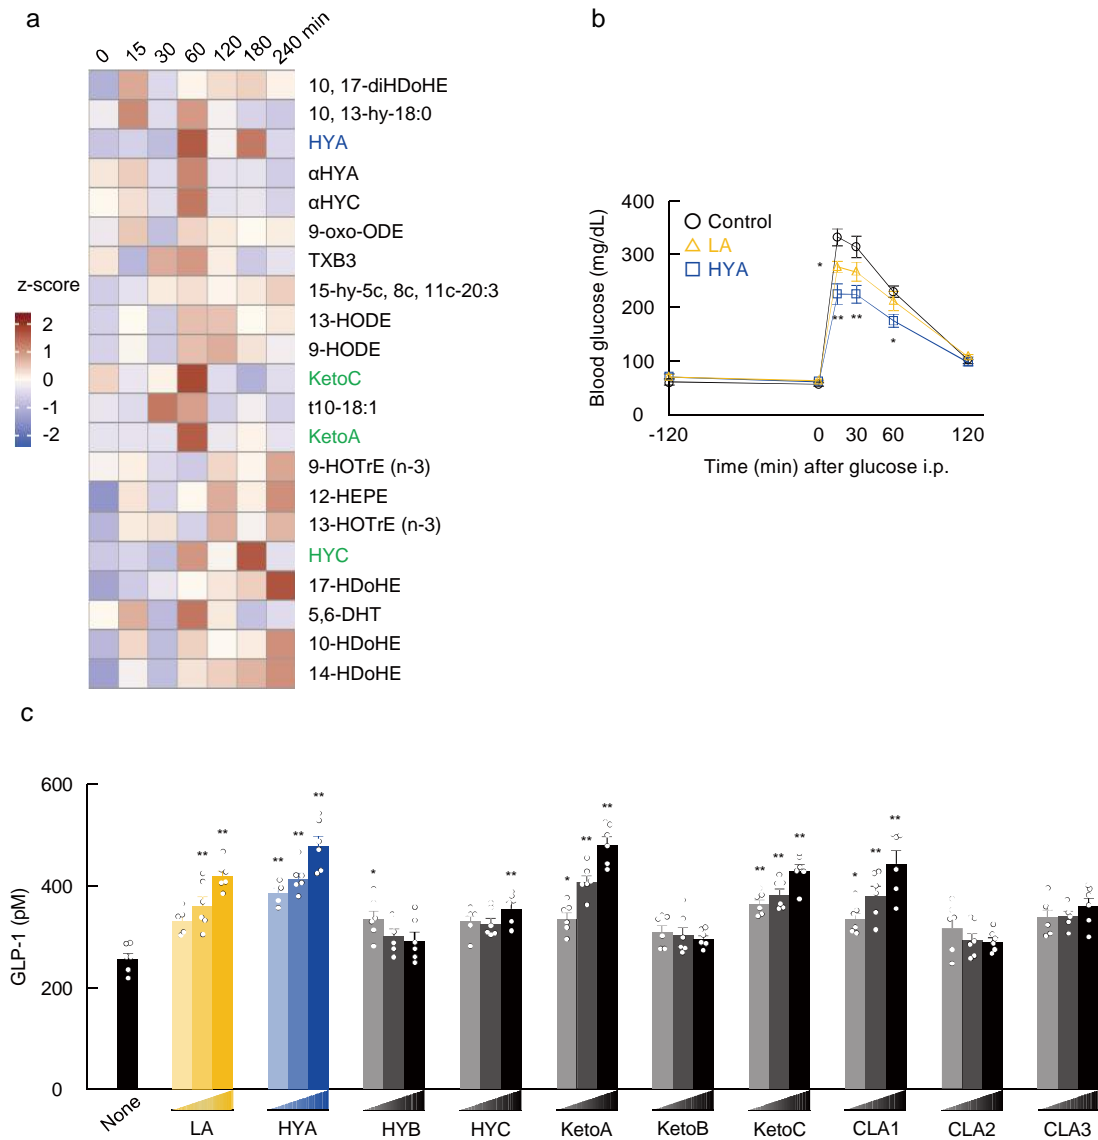 a
0 15 30 60 120 180 240 min
10, 17-diHDoHE
10, 13-hy-18:0
HYA
αHYA
αHYC
9-oxo-ODE
TXB3
15-hy-5c, 8c, 11c-20:3
13-HODE
9-HODE
KetoC
t10-18:1
KetoA
9-HOTrE (n-3)
12-HEPE
13-HOTrE (n-3)
HYC
17-HDoHE
5,6-DHT
10-HDoHE
14-HDoHE
z-score
2
1
0
-1
-2
b
Blood glucose (mg/dL)
400
300
200
100
0
Control
LA
HYA
*
** **
*
-120 0 30 60 120
Time (min) after glucose i.p.
c
GLP-1 (pM)
600
400
200
0
** **
** ** **
*
**
* ** **
** ** **
* ** **
None LA HYA HYB HYC KetoA KetoB KetoC CLA1 CLA2 CLA3